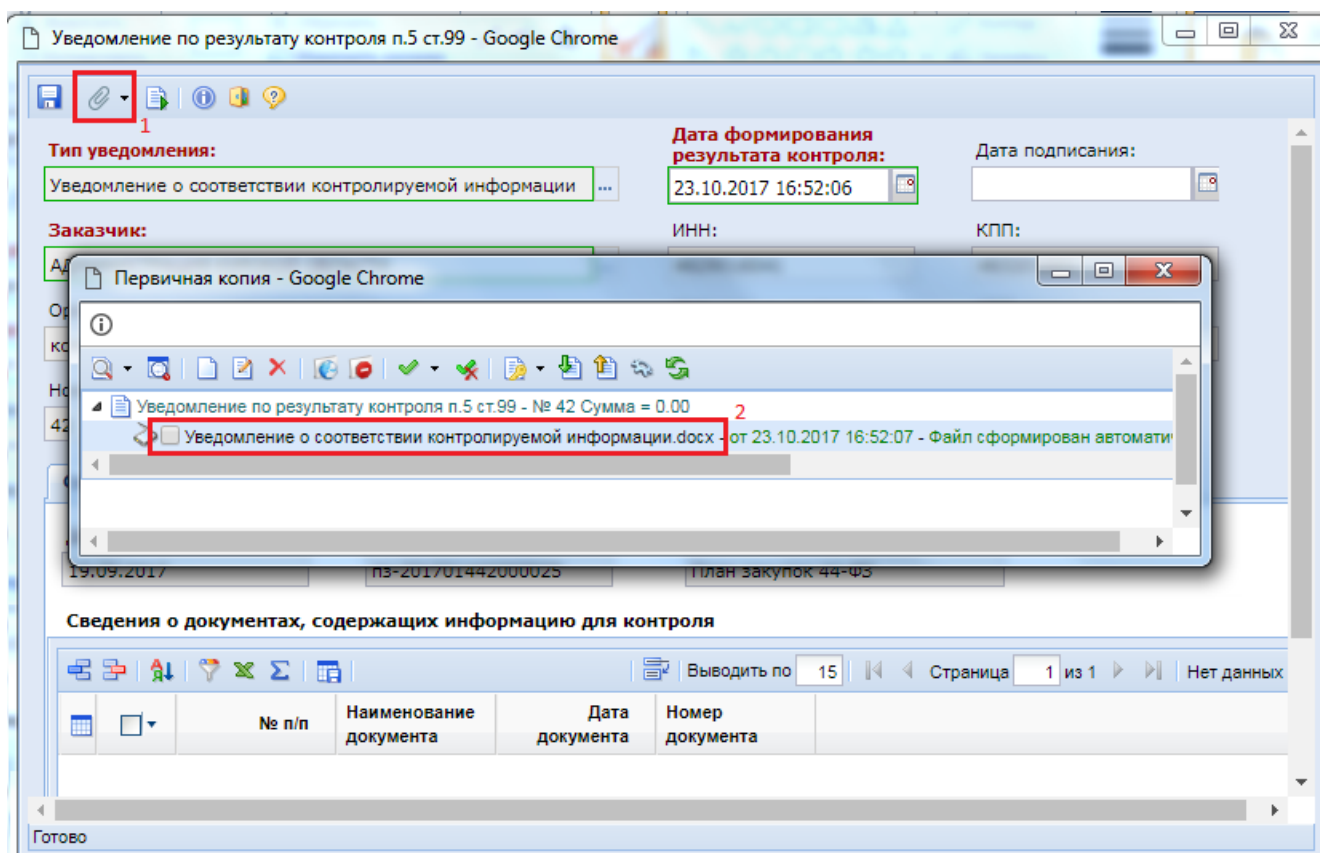 Уведомление по результату контроля п.5 ст.99 - Google Chrome
1
Тип уведомления:
Дата формирования
результата контроля:
Дата подписания:
Уведомление о соответствии контролируемой информации ...
23.10.2017 16:52:06
Заказчик:
ИНН:
КПП:
Первичная копия - Google Chrome
Уведомление по результату контроля п.5 ст.99 - № 42 Сумма = 0.00
2
Уведомление о соответствии контролируемой информации.docx - от 23.10.2017 16:52:07 - Файл сформирован автомати
42
19.09.2017
пз-201701442000025
План закупок 44-ФЗ
Сведения о документах, содержащих информацию для контроля
Выводить по 15 Страница 1 из 1 Нет данных
№ п/п
Наименование
документа
Дата
документа
Номер
документа
Готово